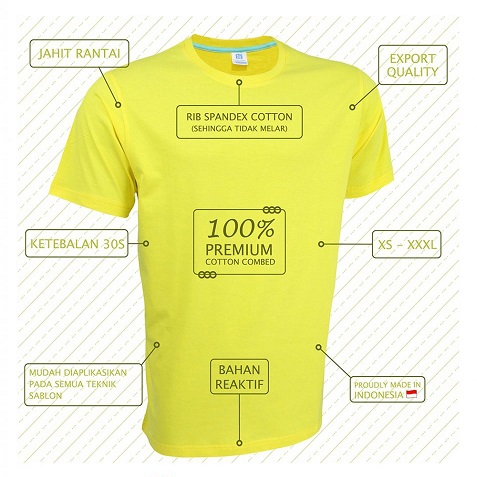 JAHIT RANTAI
EXPORT
QUALITY
RIB SPANDEX COTTON
(SEHINGGA TIDAK MELAR)
KETEBALAN 30S
100%
PREMIUM
COTTON COMBED
XS - XXXL
MUDAH DIAPLIKASIKAN
PADA SEMUA TEKNIK
SABLON
BAHAN
REAKTIF
PROUDLY MADE IN
INDONESIA